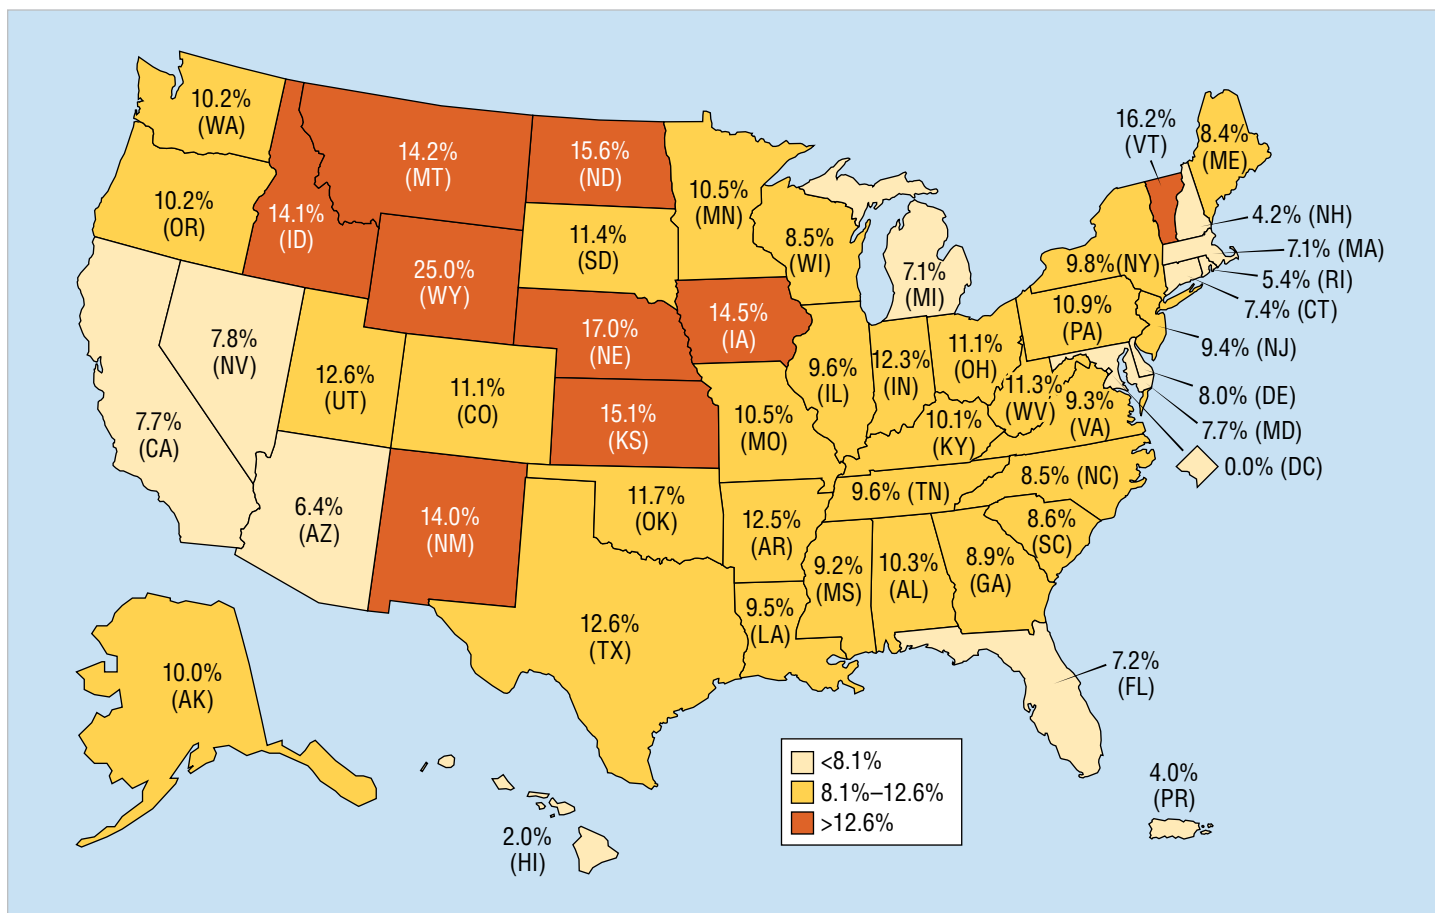 10.2%
(WA)
10.2%
(OR)
14.1%
(ID)
14.2%
(MT)
15.6%
(ND)
11.4%
(SD)
25.0%
(WY)
17.0%
(NE)
7.8%
(NV)
7.7%
(CA)
12.6%
(UT)
11.1%
(CO)
15.1%
(KS)
6.4%
(AZ)
14.0%
(NM)
11.7%
(OK)
12.6%
(TX)
10.5%
(MN)
8.5%
(WI)
7.1%
(MI)
14.5%
(IA)
9.6%
(IL)
12.3%
(IN)
11.1%
(OH)
10.5%
(MO)
10.1%
(KY)
11.3%
(WV)
9.3%
(VA)
12.5%
(AR)
9.6% (TN)
8.5% (NC)
8.6%
(SC)
9.5%
(LA)
9.2%
(MS)
10.3%
(AL)
8.9%
(GA)
7.2%
(FL)
16.2%
(VT)
8.4%
(ME)
4.2% (NH)
7.1% (MA)
5.4% (RI)
7.4% (CT)
9.8% (NY)
10.9%
(PA)
9.4% (NJ)
8.0% (DE)
7.7% (MD)
0.0% (DC)
10.0%
(AK)
2.0%
(HI)
4.0%
(PR)
<8.1%
8.1%–12.6%
>12.6%